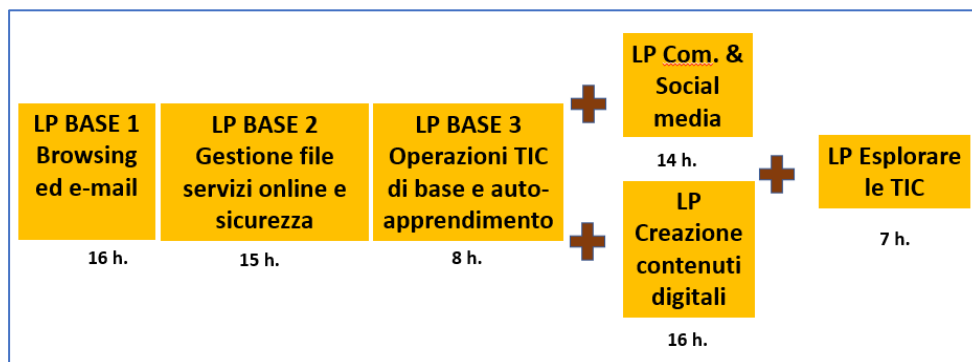 LP BASE 1
Browsing
ed e-mail
16 h.
LP BASE 2
Gestione file
servizi online e
sicurezza
15 h.
LP BASE 3
Operazioni TIC
di base e auto-
apprendimento
8 h.
LP Com. &
Social
media
14 h.
LP
Creazione
contenuti
digitali
16 h.
LP Esplorare
le TIC
7 h.